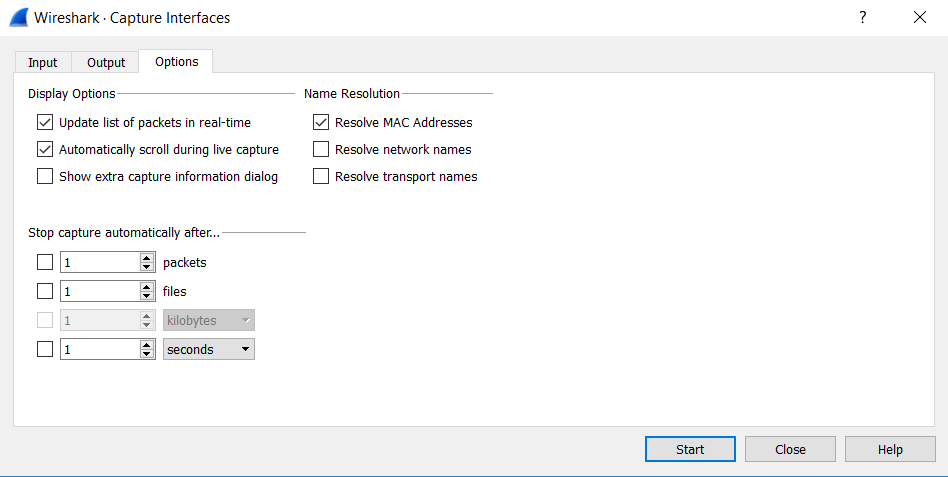 Wireshark · Capture Interfaces
?
Input Output Options
Display Options
Update list of packets in real-time
Automatically scroll during live capture
Show extra capture information dialog
Name Resolution
Resolve MAC Addresses
Resolve network names
Resolve transport names
Stop capture automatically after...
1 packets
1 files
1 kilobytes
1 seconds
Start Close Help